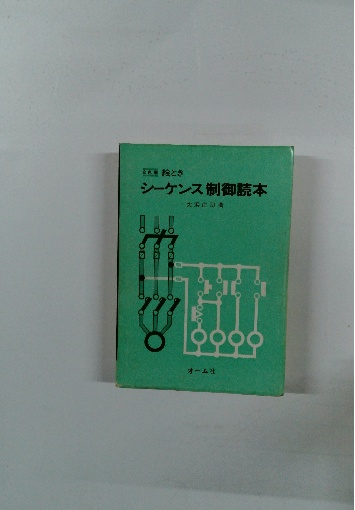 絵とき
シーケンス制御読本
オーム社